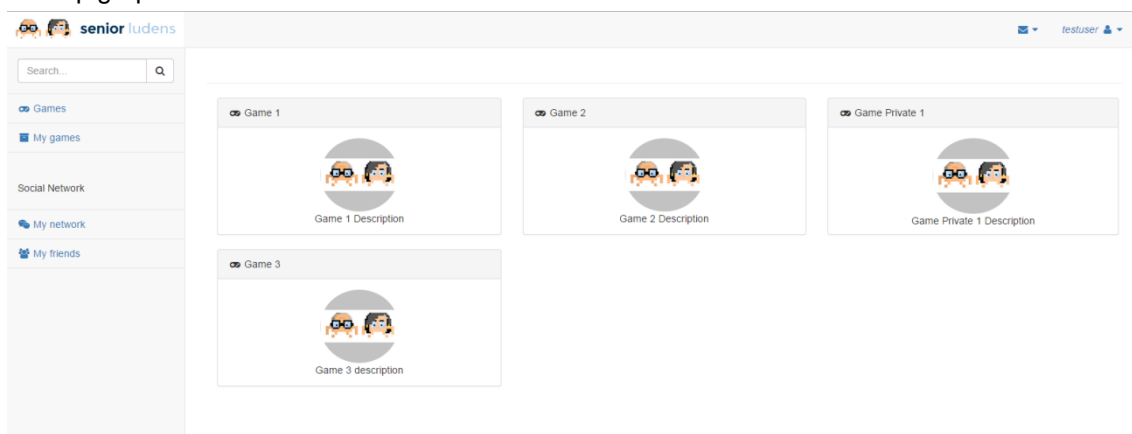 senior ludens
testuser
Search...
Games
My games
Social Network
My network
My friends
Game 1
Game 1 Description
Game 2
Game 2 Description
Game Private 1
Game Private 1 Description
Game 3
Game 3 description